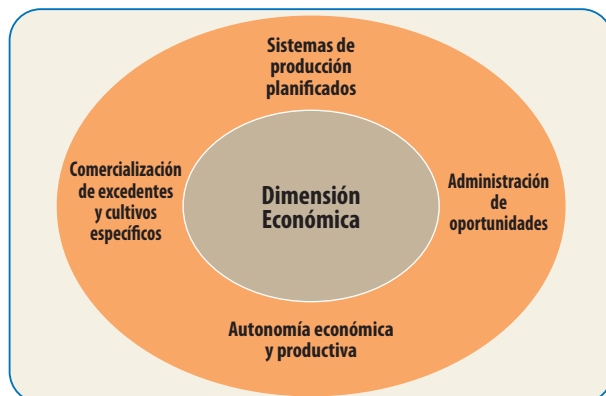 Sistemas de
producción
planificados
Comercialización
de excedentes
y cultivos
específicos
Dimensión
Económica
Administración
de
oportunidades
Autonomía económica
y productiva